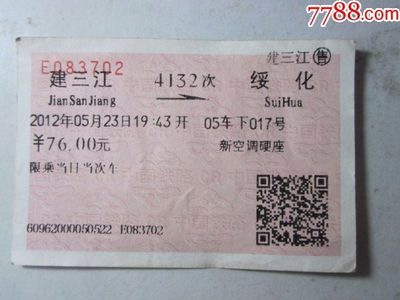 7788.com
E083702
建三江 售
建三江 4132次 绥化
JianSanJiang SuiHua
2012年05月23日19:43开 05车下017号
¥76.00元 新空调硬座
限乘当日当次车
60962000050522 E083702